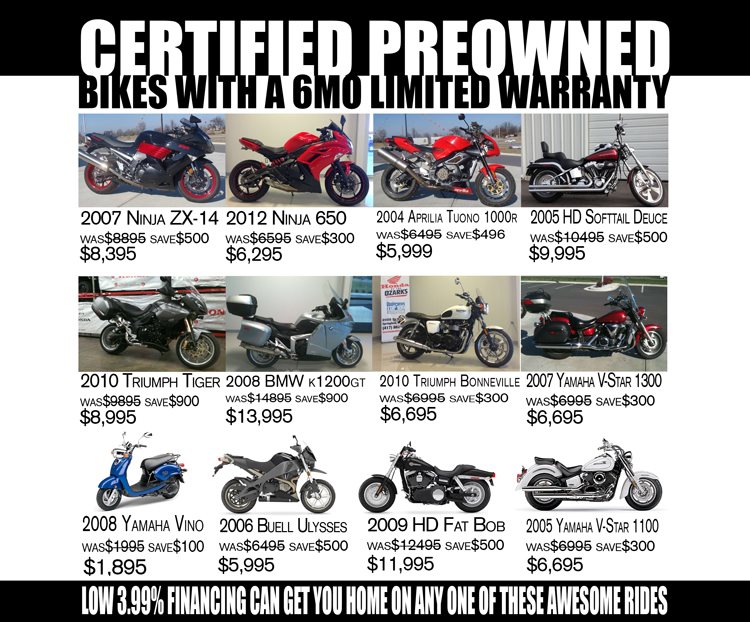 CERTIFIED PREOWNED
BIKES WITH A 6MO LIMITED WARRANTY
2007 NINJA ZX-14
WAS$8895 SAVE$500
$8,395
2012 NINJA 650
WAS$6595 SAVE$300
$6,295
2004 APRILIA TUONO 1000R
WAS$6495 SAVE$496
$5,999
2005 HD SOFTTAIL DEUCE
WAS$10495 SAVE$500
$9,995
HONDA
Honda
OF THE
OZARKS
2010 TRIUMPH TIGER
WAS$9895 SAVE$900
$8,995
2008 BMW K1200GT
WAS$14895 SAVE$900
$13,995
2010 TRIUMPH BONNEVILLE
WAS$6995 SAVE$300
$6,695
2007 YAMAHA V-STAR 1300
WAS$6995 SAVE$300
$6,695
2008 YAMAHA VINO
WAS$1995 SAVE$100
$1,895
2006 BUELL ULYSSES
WAS$6495 SAVE$500
$5,995
2009 HD FAT BOB
WAS$12495 SAVE$500
$11,995
2005 YAMAHA V-STAR 1100
WAS$6995 SAVE$300
$6,695
LOW 3.99% FINANCING CAN GET YOU HOME ON ANY ONE OF THESE AWESOME RIDES